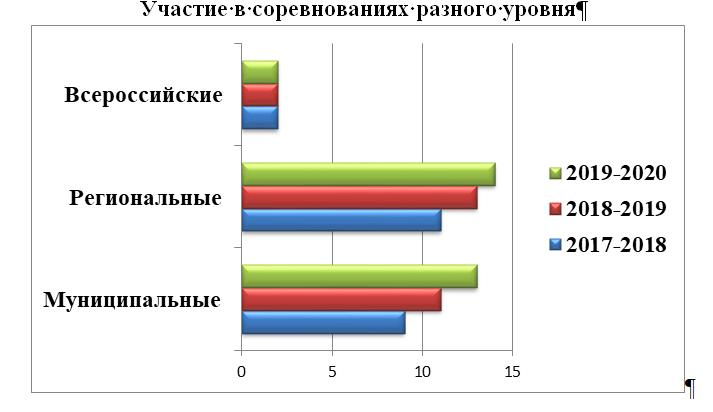 Участие·в·соревнованиях·разного·уровня¶
Всероссийские
Региональные
Муниципальные
2019-2020
2018-2019
2017-2018
0 5 10 15
¶